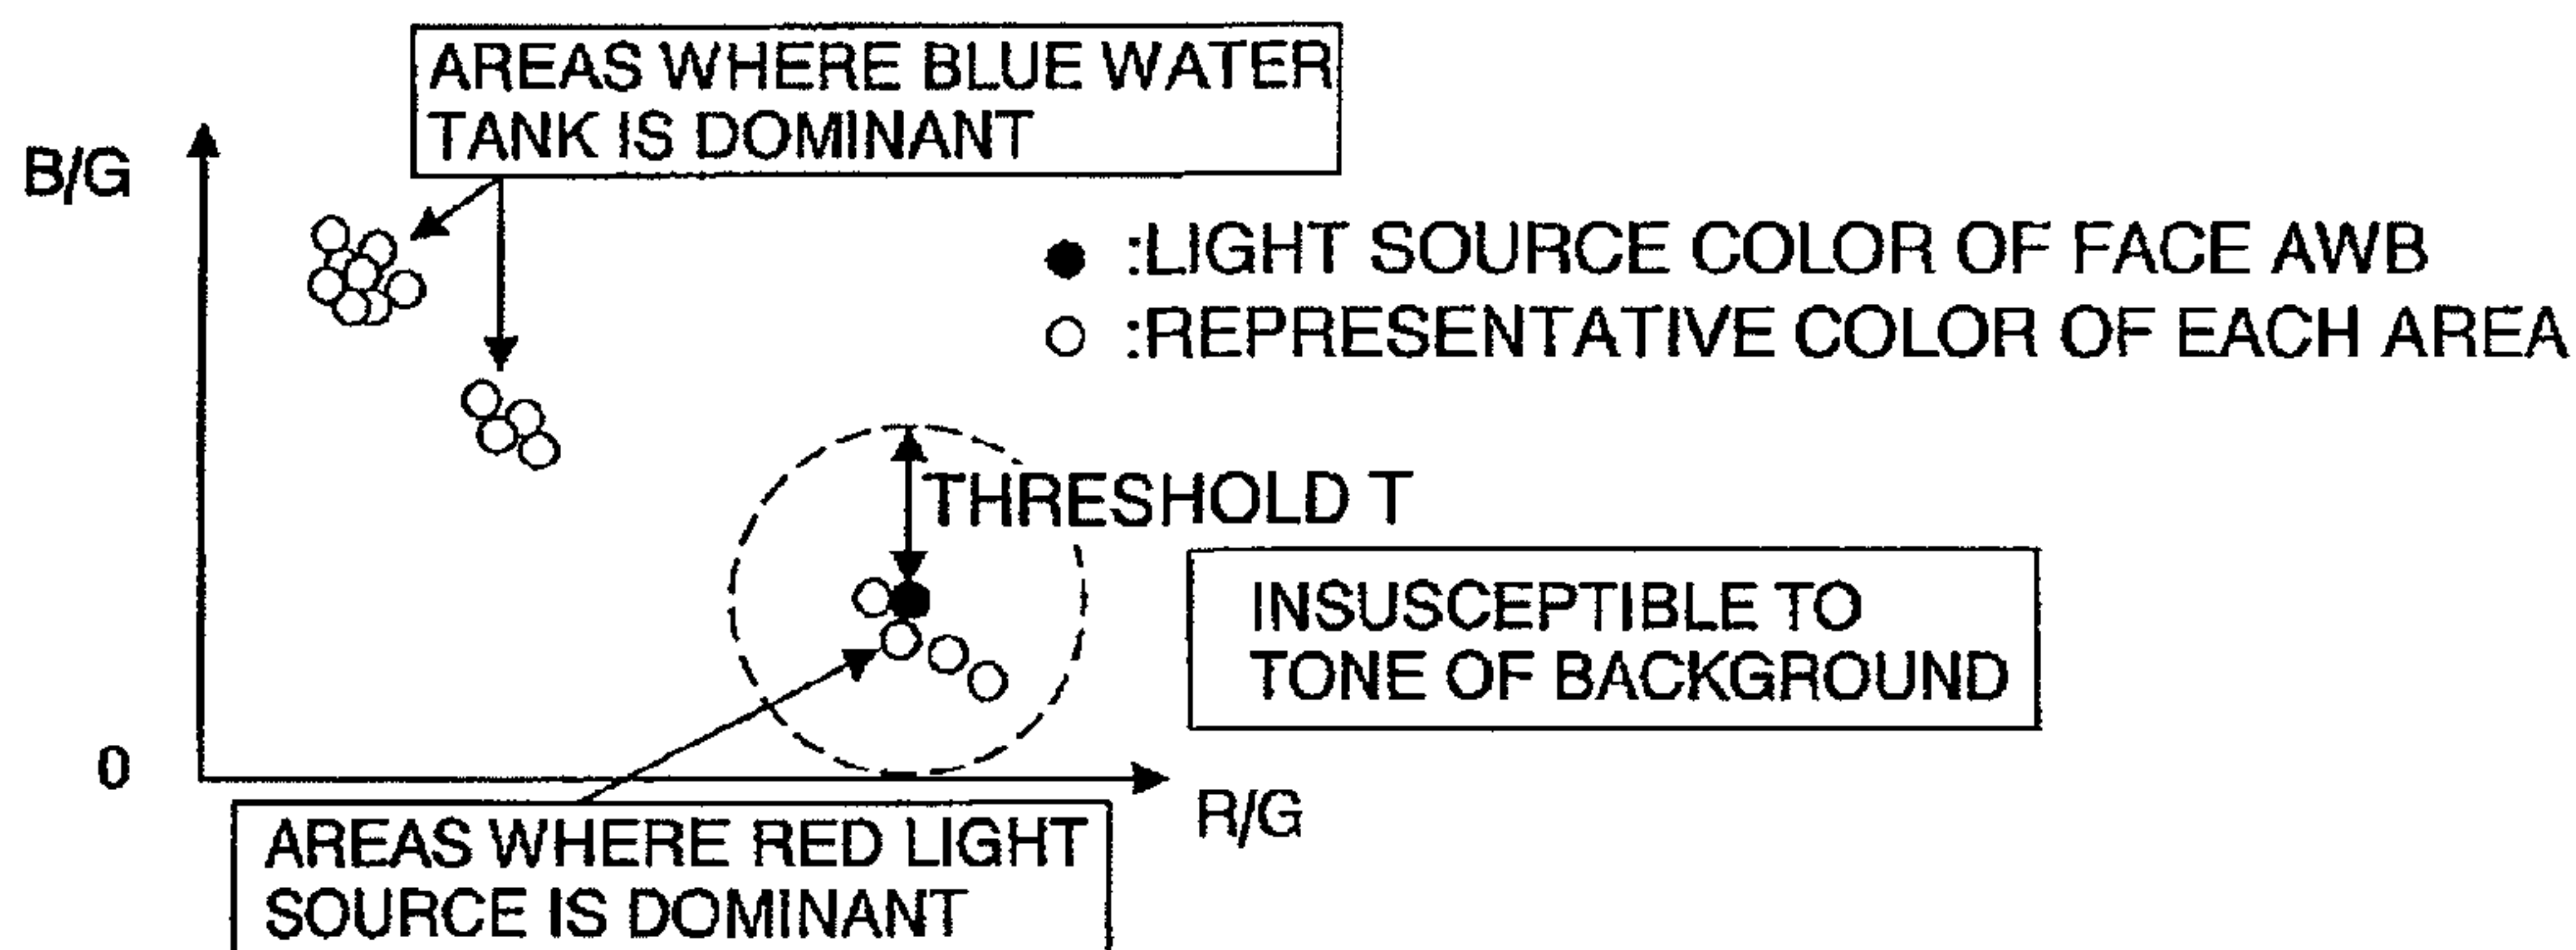 AREAS WHERE BLUE WATER
TANK IS DOMINANT
B/G
● :LIGHT SOURCE COLOR OF FACE AWB
○ :REPRESENTATIVE COLOR OF EACH AREA
THRESHOLD T
INSUSCEPTIBLE TO
TONE OF BACKGROUND
0
R/G
AREAS WHERE RED LIGHT
SOURCE IS DOMINANT